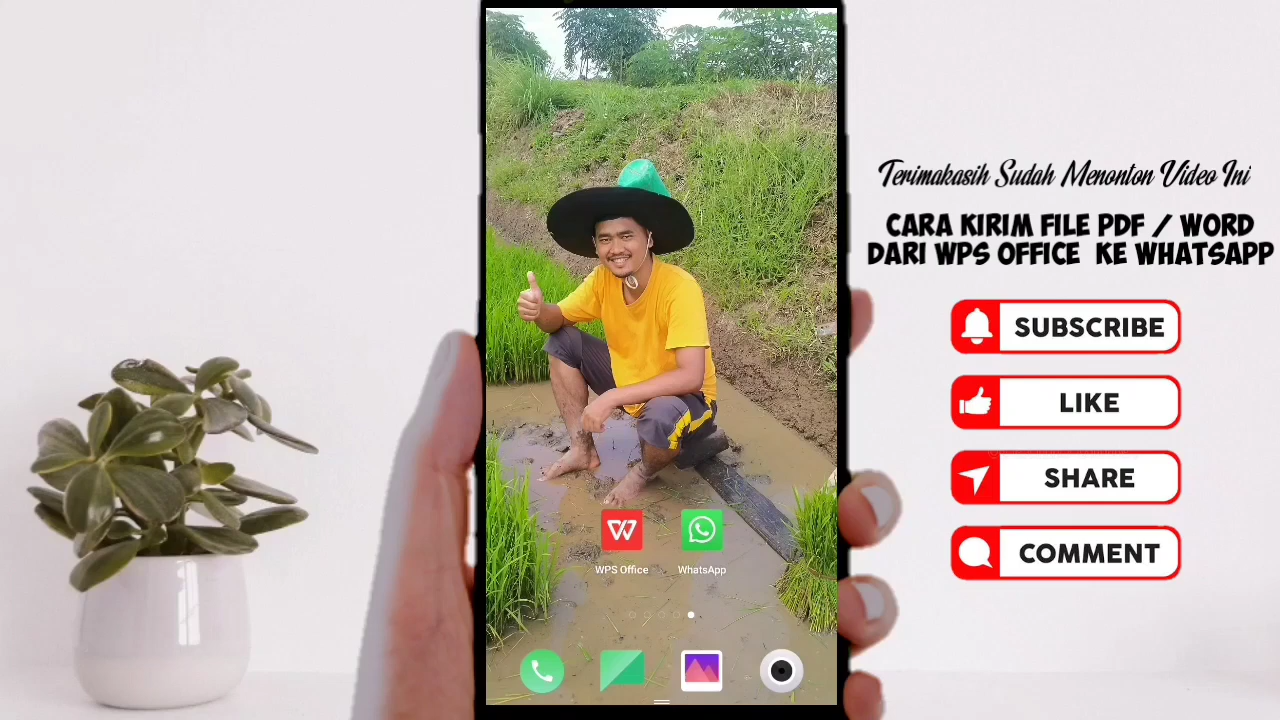 Terimakasih Sudah Menonton Video Ini
CARA KIRIM FILE PDF / WORD
DARI WPS OFFICE KE WHATSAPP
SUBSCRIBE
LIKE
SHARE
COMMENT
WPS Office
WhatsApp